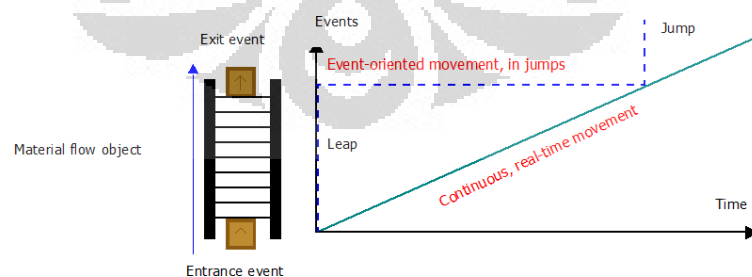 Exit event
Material flow object
Entrance event
Events
Jump
Event-oriented movement, in jumps
Leap
Continuous, real-time movement
Time